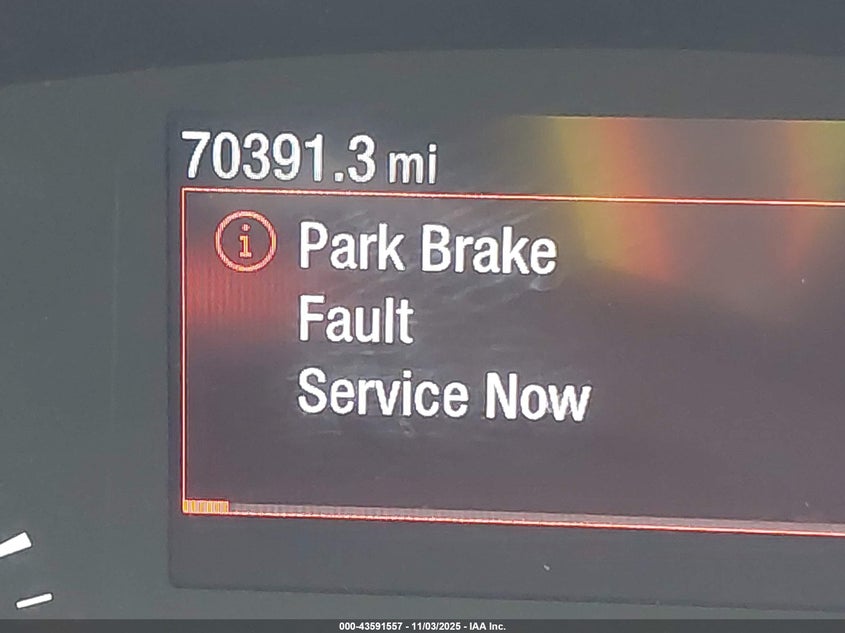 70391.3 mi
i Park Brake
Fault
Service Now
000-43591557 - 11/03/2025 - IAA Inc.